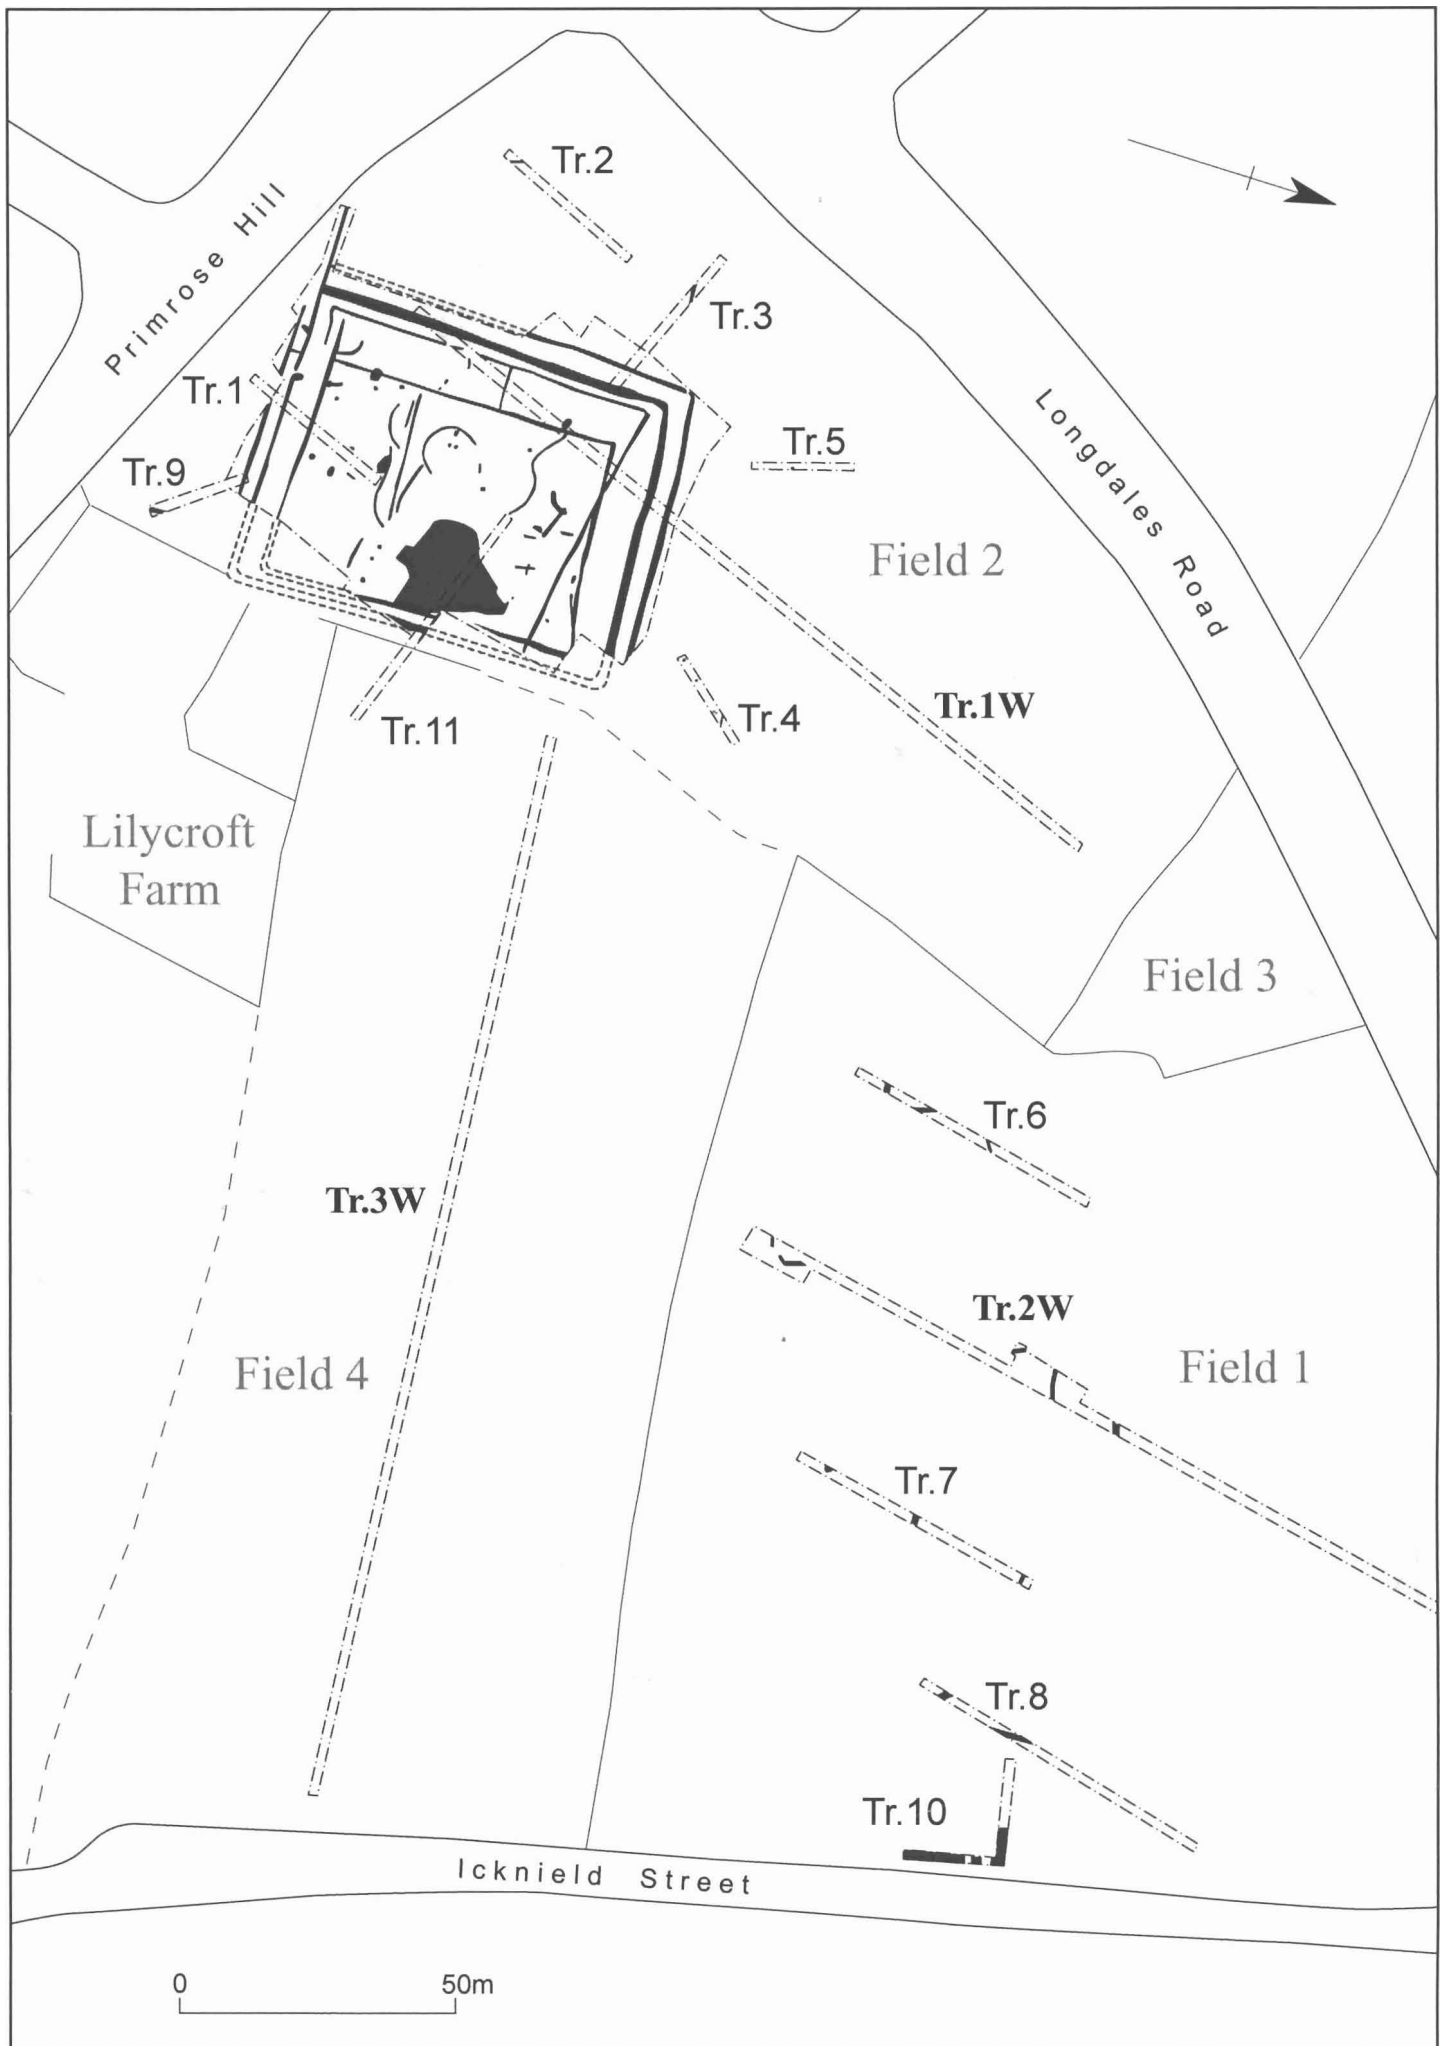 Tr.2
Primrose Hill
Tr.3
Tr.1
Longdales Road
Tr.5
Tr.9
Field 2
Tr.1W
Tr.4
Tr.11
Lilycroft
Farm
Field 3
Tr.6
Tr.3W
Tr.2W
Field 4
Field 1
Tr.7
Tr.8
Tr.10
Icknield Street
0
50m